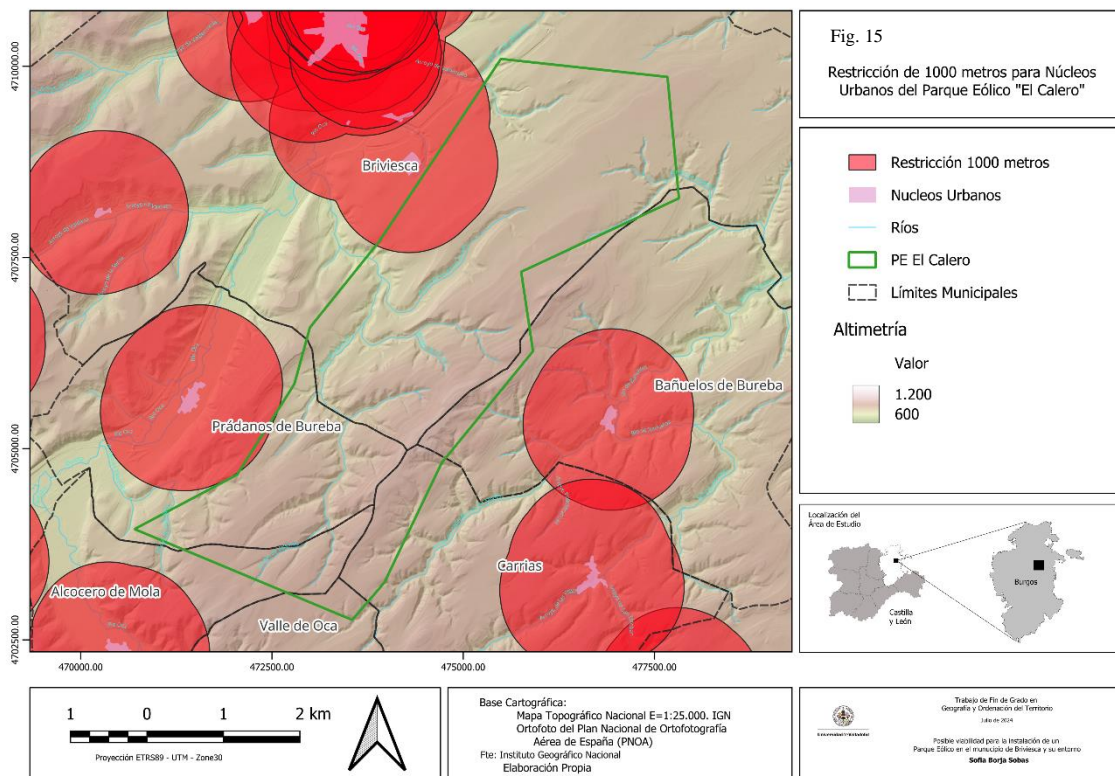 Fig. 15
Restricción de 1000 metros para Núcleos
Urbanos del Parque Eólico "El Calero"
Restricción 1000 metros
Nucleos Urbanos
Ríos
PE El Calero
Límites Municipales
Altimetría
Valor
1.200
600
Localización del
Área de Estudio
Burgos
Castilla
y León
4710000.00
4707500.00
4705000.00
4702500.00
Briviesca
Bañuelos de Bureba
Prádanos de Bureba
Garrias
Alcocero de Mola
Valle de Oca
470000.00
472500.00
475000.00
477500.00
1 0 1 2 km
Proyección ETRS89 - UTM - Zone30
Base Cartográfica:
Mapa Topográfico Nacional E=1:25.000. IGN
Ortofoto del Plan Nacional de Ortofotografía
Aérea de España (PNOA)
Fte: Instituto Geográfico Nacional
Elaboración Propia
Universidad de Valladolid
Trabajo de Fin de Grado en
Geografía y Ordenación del Territorio
Julio de 2024
Posible viabilidad para la instalación de un
Parque Eólico en el municipio de Briviesca y su entorno
Sofía Borja Sobas